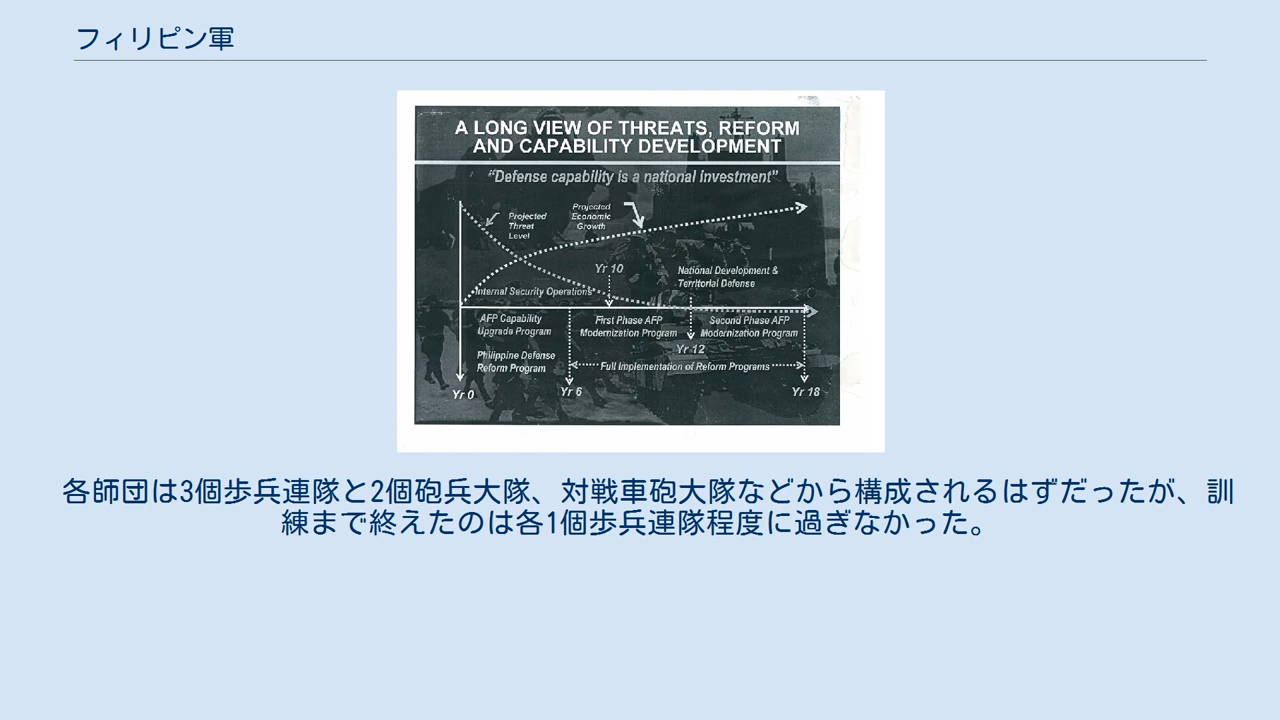 フィリピン軍
A LONG VIEW OF THREATS, REFORM
AND CAPABILITY DEVELOPMENT
“Defense capability is a national investment”
Projected
Threat
Level
Projected
Economic
Growth
Yr 10
National Development &
Territorial Defense
Internal Security Operations
AFP Capability
Upgrade Program
First Phase AFP
Modernization Program
Second Phase AFP
Modernization Program
Yr 12
Philippine Defense
Reform Program
Full Implementation of Reform Programs
Yr 0
Yr 6
Yr 18
各師団は3個歩兵連隊と2個砲兵大隊、対戦車砲大隊などから構成されるはずだったが、訓
練まで終えたのは各1個歩兵連隊程度に過ぎなかった。